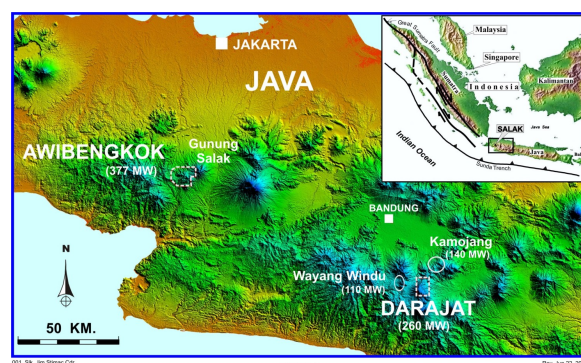 JAKARTA
JAVA
AWIBENGKOK
(377 MW)
Gunung
Salak
BANDUNG
Kamojang
(140 MW)
Wayang Windu
(110 MW)
DARAJAT
(260 MW)
N
50 KM.
Great Sumatra Fault
Malaysia
Singapore
Sumatra
Indonesia
Kalimantan
SALAK
Java Sea
Java
Indian Ocean
Sunda Trench